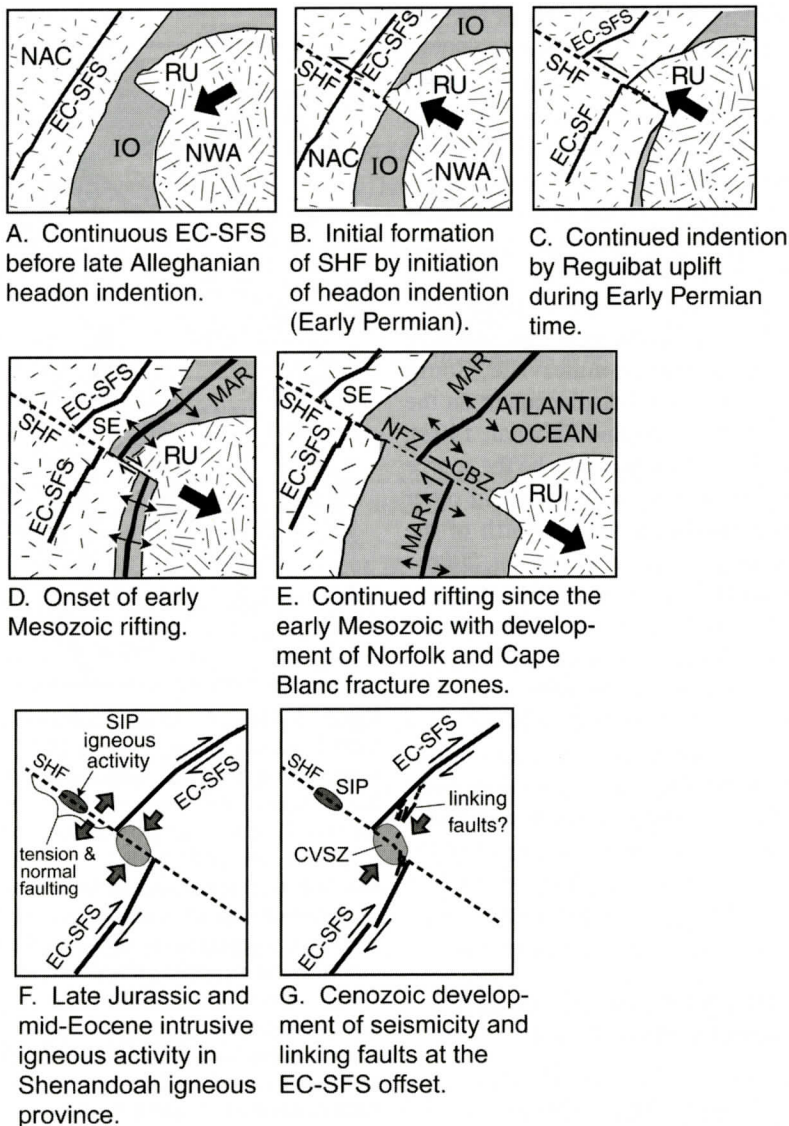 NAC
EC-SFS
RU
IO
NWA
A. Continuous EC-SFS
before late Alleghanian
headon indention.
IO
EC-SFS
SHF
RU
NAC
IO
NWA
B. Initial formation
of SHF by initiation
of headon indention
(Early Permian).
EC-SFS
SHF
RU
EC-SF
C. Continued indention
by Reguibat uplift
during Early Permian
time.
EC-SFS
MAR
SHF
SE
RU
EC-SFS
D. Onset of early
Mesozoic rifting.
MAR
SHF
SE
ATLANTIC
OCEAN
NFZ
EC-SFS
CBZ
RU
MAR
E. Continued rifting since the
early Mesozoic with develop-
ment of Norfolk and Cape
Blanc fracture zones.
SIP
igneous
activity
SHF
EC-SFS
tension &
normal
faulting
EC-SFS
F. Late Jurassic and
mid-Eocene intrusive
igneous activity in
Shenandoah igneous
province.
EC-SFS
SHF
SIP
linking
faults?
CVSZ
EC-SFS
G. Cenozoic develop-
ment of seismicity and
linking faults at the
EC-SFS offset.